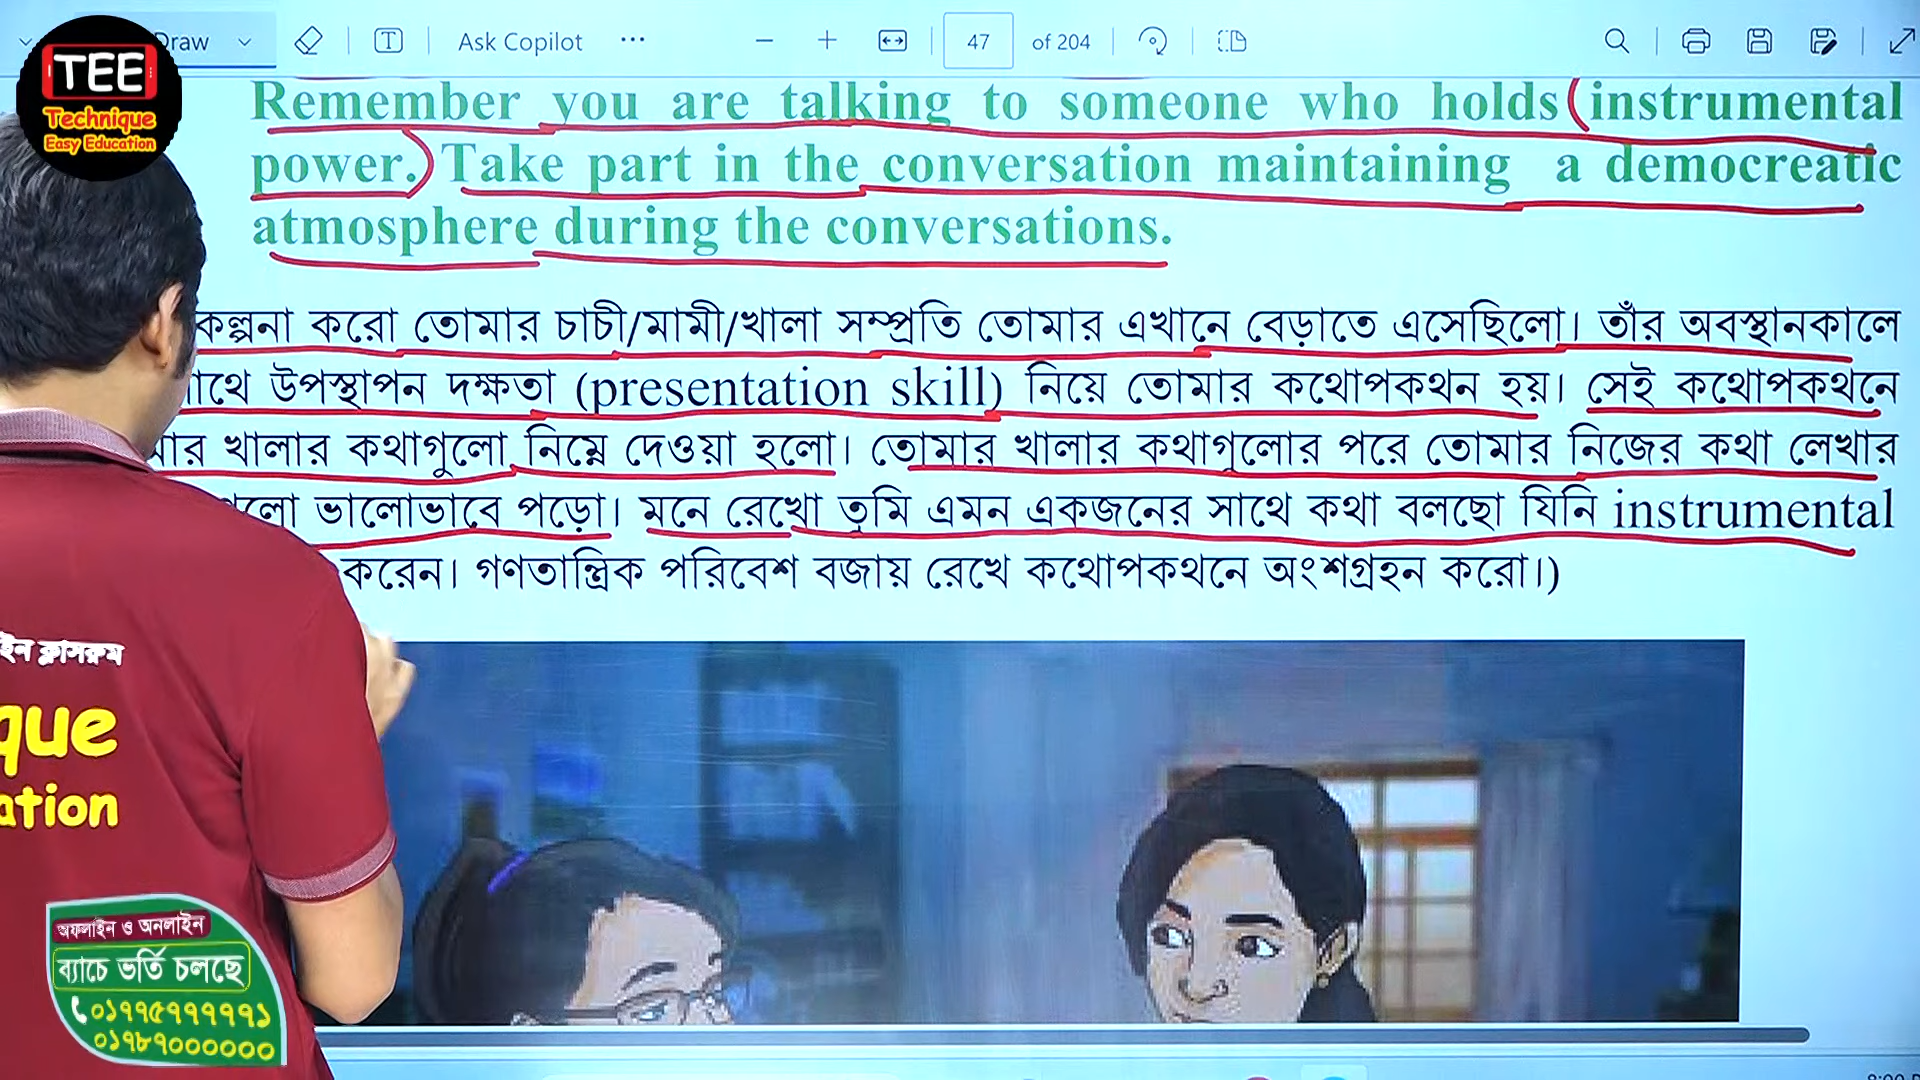 TEE
Technique
Easy Education
Draw
Ask Copilot
47
of 204
Remember you are talking to someone who holds (instrumental
power.) Take part in the conversation maintaining a democreatic
atmosphere during the conversations.
কল্পনা করো তোমার চাচী/মামী/খালা সম্প্রতি তোমার এখানে বেড়াতে এসেছিলো। তাঁর অবস্থানকালে
উপস্থাপন দক্ষতা (presentation skill) নিয়ে তোমার কথোপকথন হয়। সেই কথোপকথনে
খালার কথাগুলো নিম্নে দেওয়া হলো। তোমার খালার কথাগুলোর পরে তোমার নিজের কথা লেখার
ভালোভাবে পড়ো। মনে রেখো তুমি এমন একজনের সাথে কথা বলছো যিনি instrumental
করেন। গণতান্ত্রিক পরিবেশ বজায় রেখে কথোপকথনে অংশগ্রহন করো।)
ক্লাসরুম
অফলাইন ও অনলাইন
ব্যাচে ভর্তি চলছে
০১৭৭৫৭৭৭৭৭১
০১৭৮৭০০০০০০